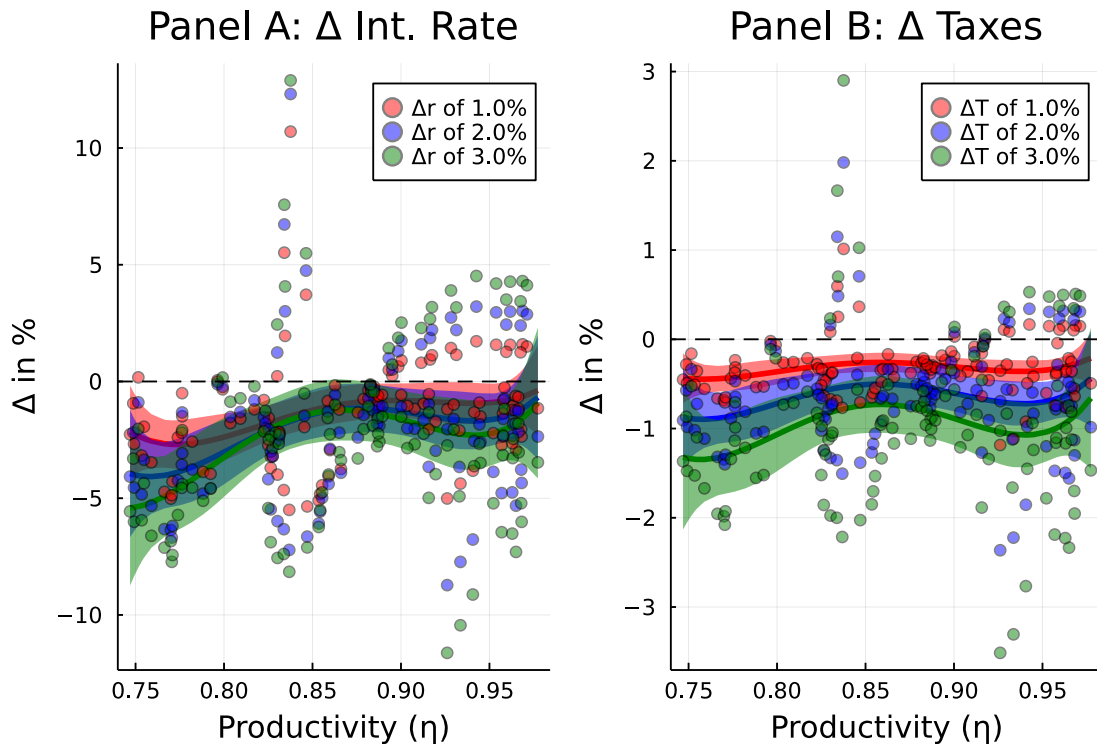 Panel A: Δ Int. Rate
Δ in %
10
5
0
−5
−10
0.75 0.80 0.85 0.90 0.95
Productivity (η)
Δr of 1.0%
Δr of 2.0%
Δr of 3.0%
Panel B: Δ Taxes
Δ in %
3
2
1
0
−1
−2
−3
0.75 0.80 0.85 0.90 0.95
Productivity (η)
ΔT of 1.0%
ΔT of 2.0%
ΔT of 3.0%